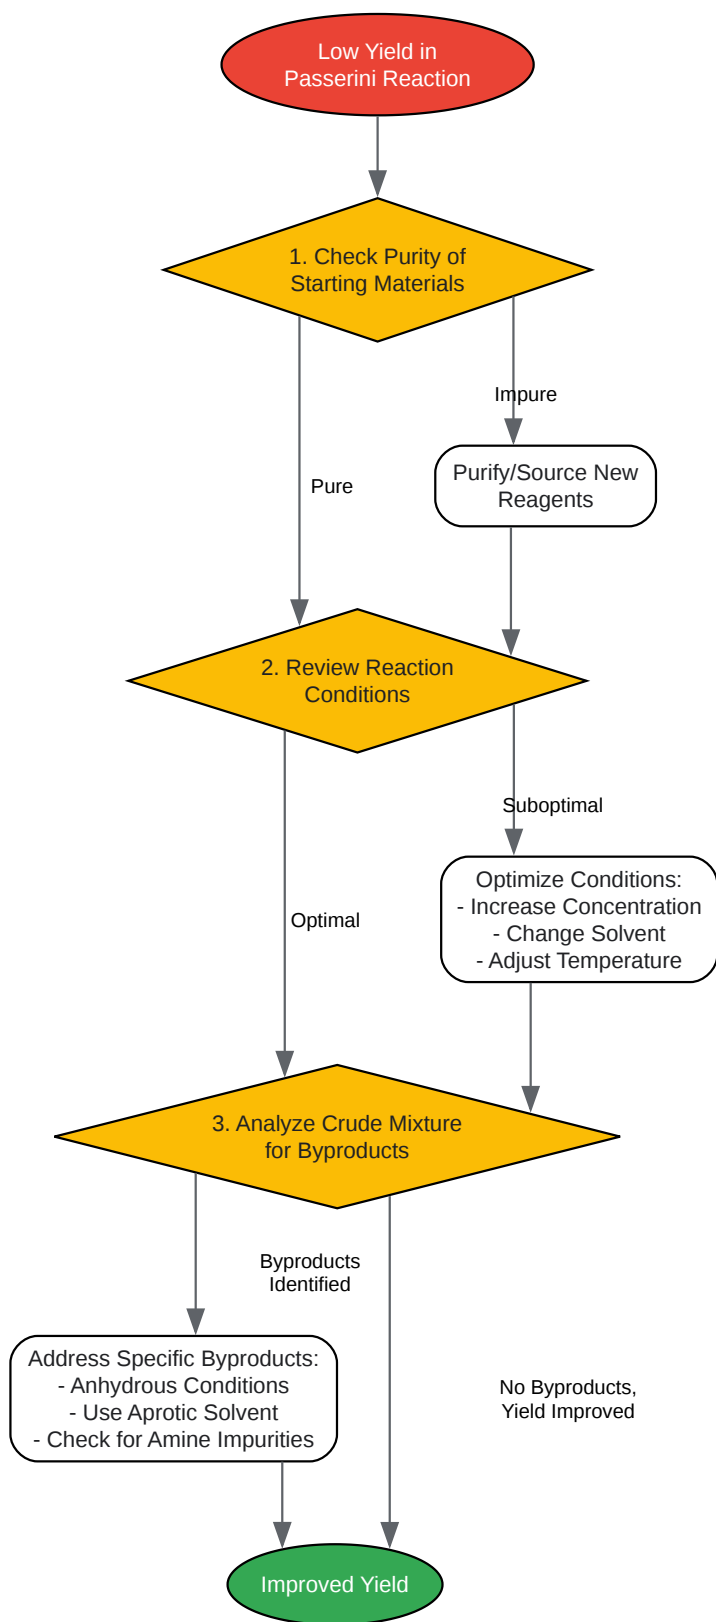 Low Yield in
Passerini Reaction
1. Check Purity of
Starting Materials
Impure
Pure
Purify/Source New
Reagents
2. Review Reaction
Conditions
Suboptimal
Optimal
Optimize Conditions:
- Increase Concentration
- Change Solvent
- Adjust Temperature
3. Analyze Crude Mixture
for Byproducts
Byproducts
Identified
Address Specific Byproducts:
- Anhydrous Conditions
- Use Aprotic Solvent
- Check for Amine Impurities
No Byproducts,
Yield Improved
Improved Yield